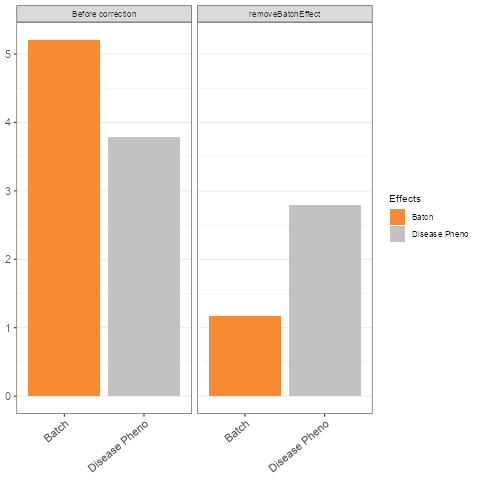 Before correction
removeBatchEffect
5
4
3
2
1
0
Batch
Disease Pheno
Batch
Disease Pheno
Effects
Batch
Disease Pheno